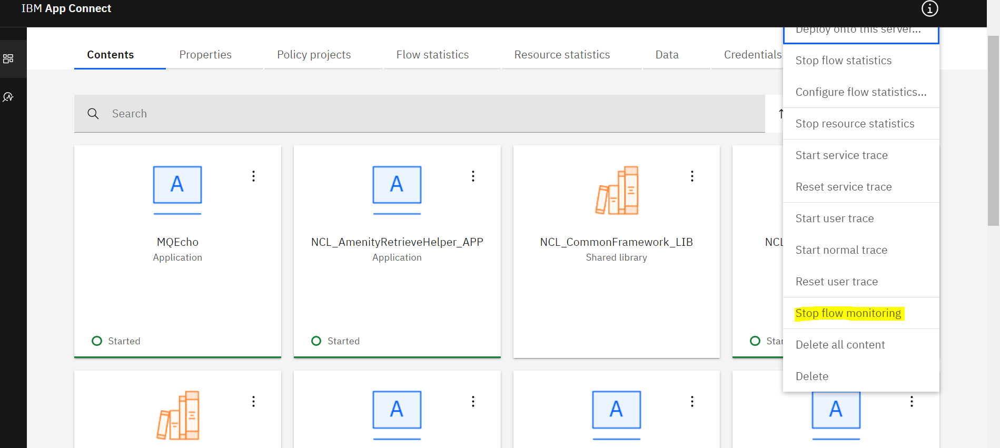 IBM App Connect
Deploy onto this server...
Contents
Properties
Policy projects
Flow statistics
Resource statistics
Data
Credentials
Stop flow statistics
Configure flow statistics...
Search
Stop resource statistics
Start service trace
Reset service trace
Start user trace
Start normal trace
Reset user trace
Stop flow monitoring
Delete all content
Delete
A
MQEcho
Application
Started
A
NCL_AmenityRetrieveHelper_APP
Application
Started
NCL_CommonFramework_LIB
Shared library
NCL
Star
A
A
A